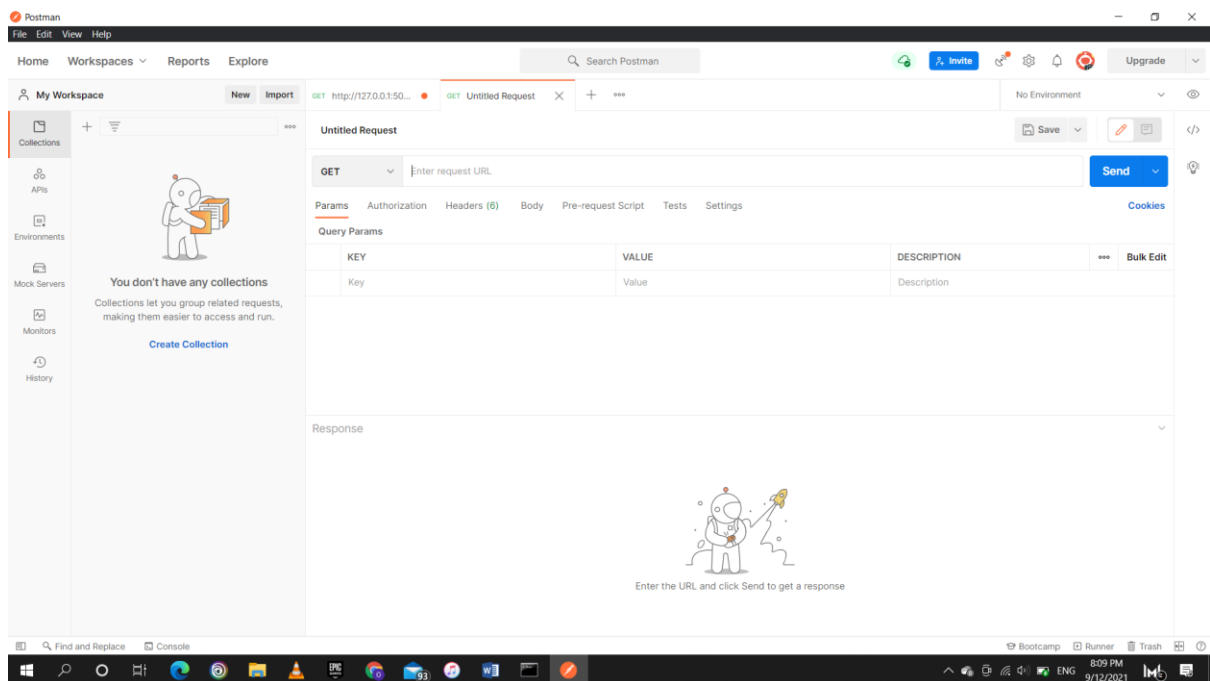 Postman
File Edit View Help
Home Workspaces Reports Explore
Search Postman
Invite
Upgrade
My Workspace
New Import
GET http://127.0.0.1:50...
GET Untitled Request
No Environment
Collections
APIs
Environments
Mock Servers
Monitors
History
You don't have any collections
Collections let you group related requests,
making them easier to access and run.
Create Collection
Untitled Request
Save
GET
Enter request URL
Send
Params Authorization Headers (6) Body Pre-request Script Tests Settings
Cookies
Query Params
KEY VALUE DESCRIPTION
Bulk Edit
Key Value Description
Response
Enter the URL and click Send to get a response
Find and Replace Console
Bootcamp Runner Trash
EPIC
93
ENG
8:09 PM
9/12/2021